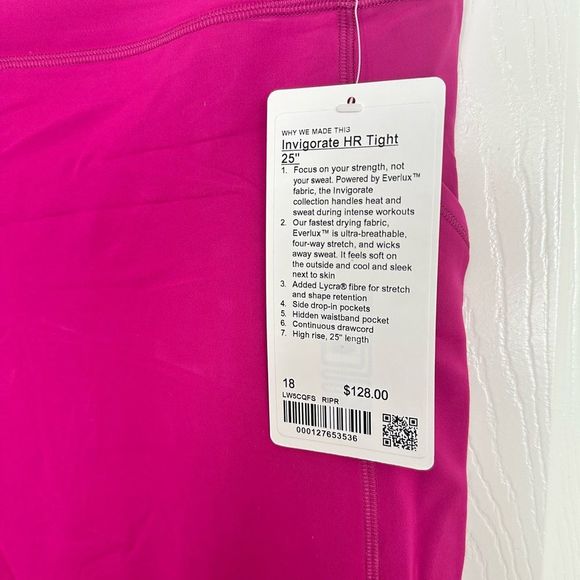 WHY WE MADE THIS
Invigorate HR Tight
25"
1. Focus on your strength, not
your sweat. Powered by Everlux™
fabric, the Invigorate
collection handles heat and
sweat during intense workouts
2. Our fastest drying fabric,
Everlux™ is ultra-breathable,
four-way stretch, and wicks
away sweat. It feels soft on
the outside and cool and sleek
next to skin
3. Added Lycra® fibre for stretch
and shape retention
4. Side drop-in pockets
5. Hidden waistband pocket
6. Continuous drawcord
7. High rise, 25" length
18 $128.00
LW5CQFS RIPR
000127653536